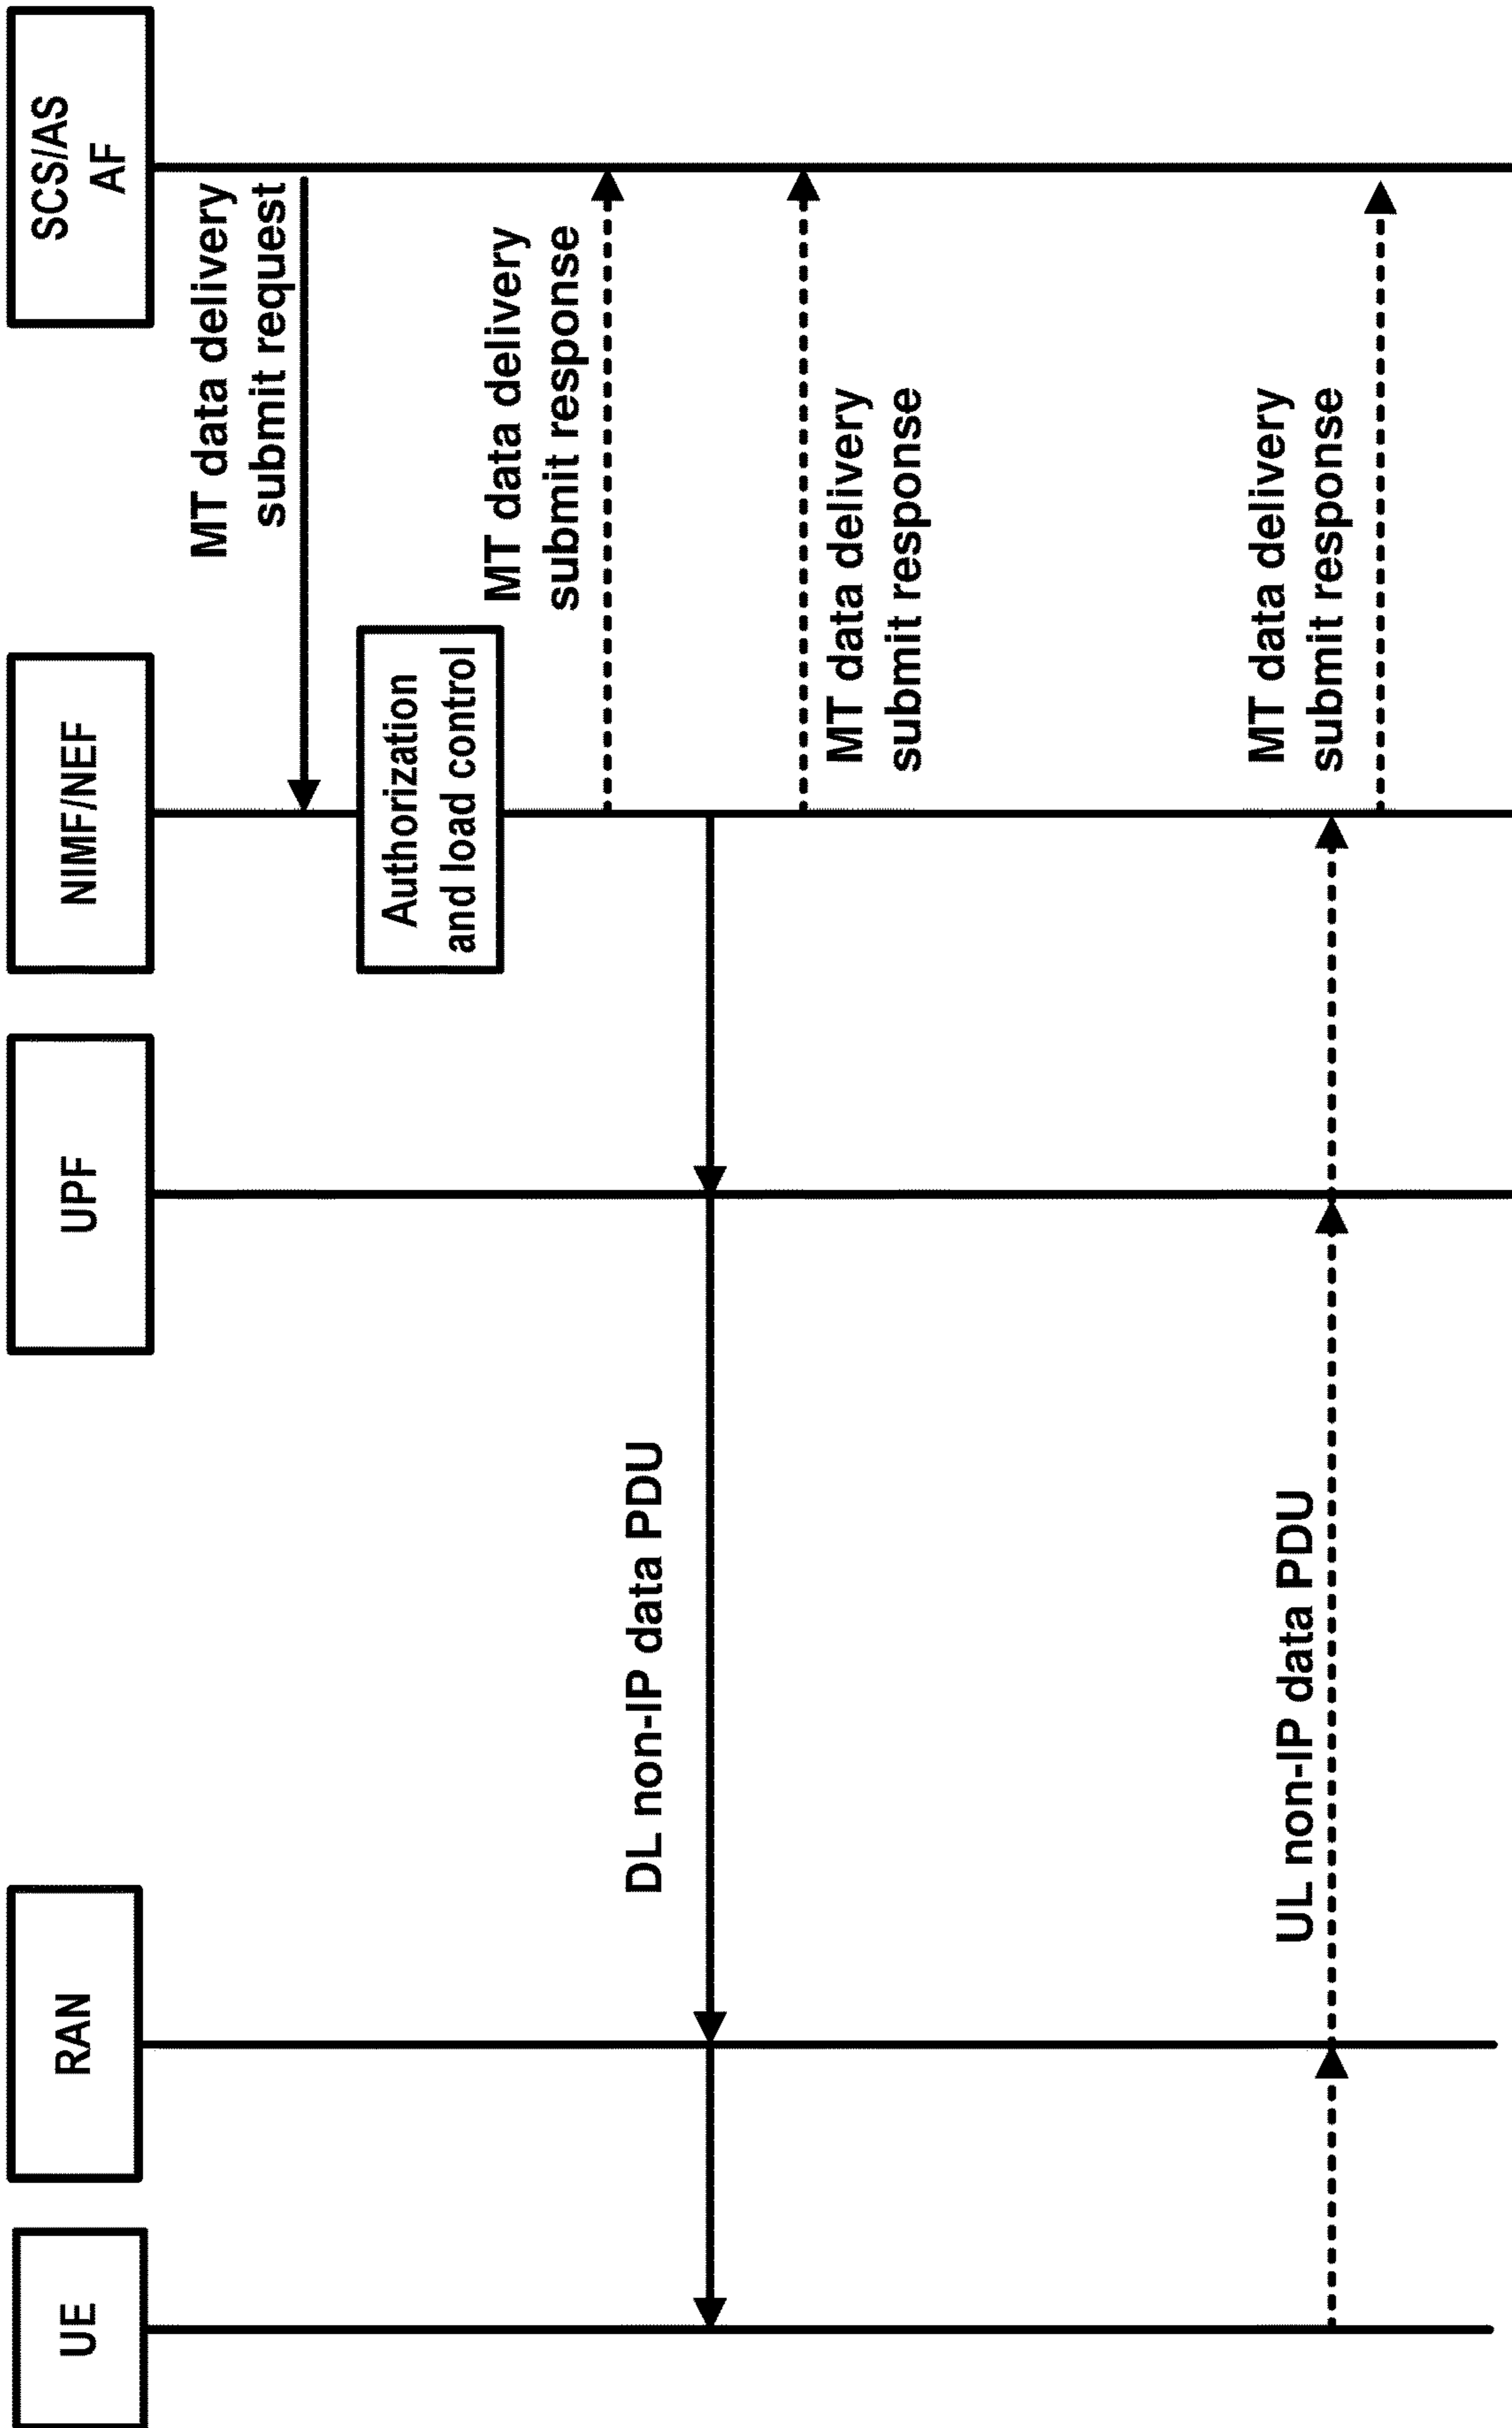 UE
RAN
UPF
NIMF/NEF
SCS/AS
AF
MT data delivery
submit request
Authorization
and load control
MT data delivery
submit response
DL non-IP data PDU
MT data delivery
submit response
UL non-IP data PDU
MT data delivery
submit response